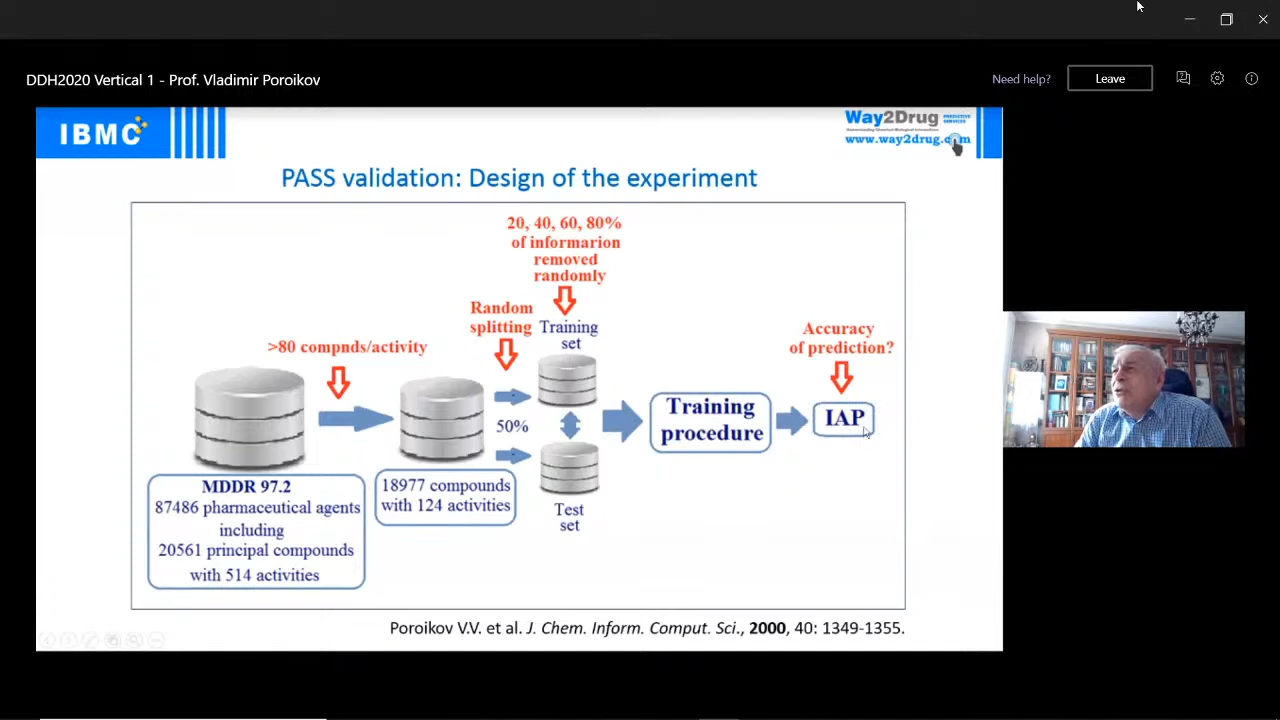 DDH2020 Vertical 1 - Prof. Vladimir Poroikov
Need help?
Leave
IBMC
Way2Drug
PREDICTIVE
SERVICES
www.way2drug.com
PASS validation: Design of the experiment
20, 40, 60, 80%
of informarion
removed
randomly
Random
splitting
Training
set
>80 compnds/activity
50%
Test
set
Training
procedure
Accuracy
of prediction?
IAP
MDDR 97.2
87486 pharmaceutical agents
including
20561 principal compounds
with 514 activities
18977 compounds
with 124 activities
Poroikov V.V. et al. J. Chem. Inform. Comput. Sci., 2000, 40: 1349-1355.